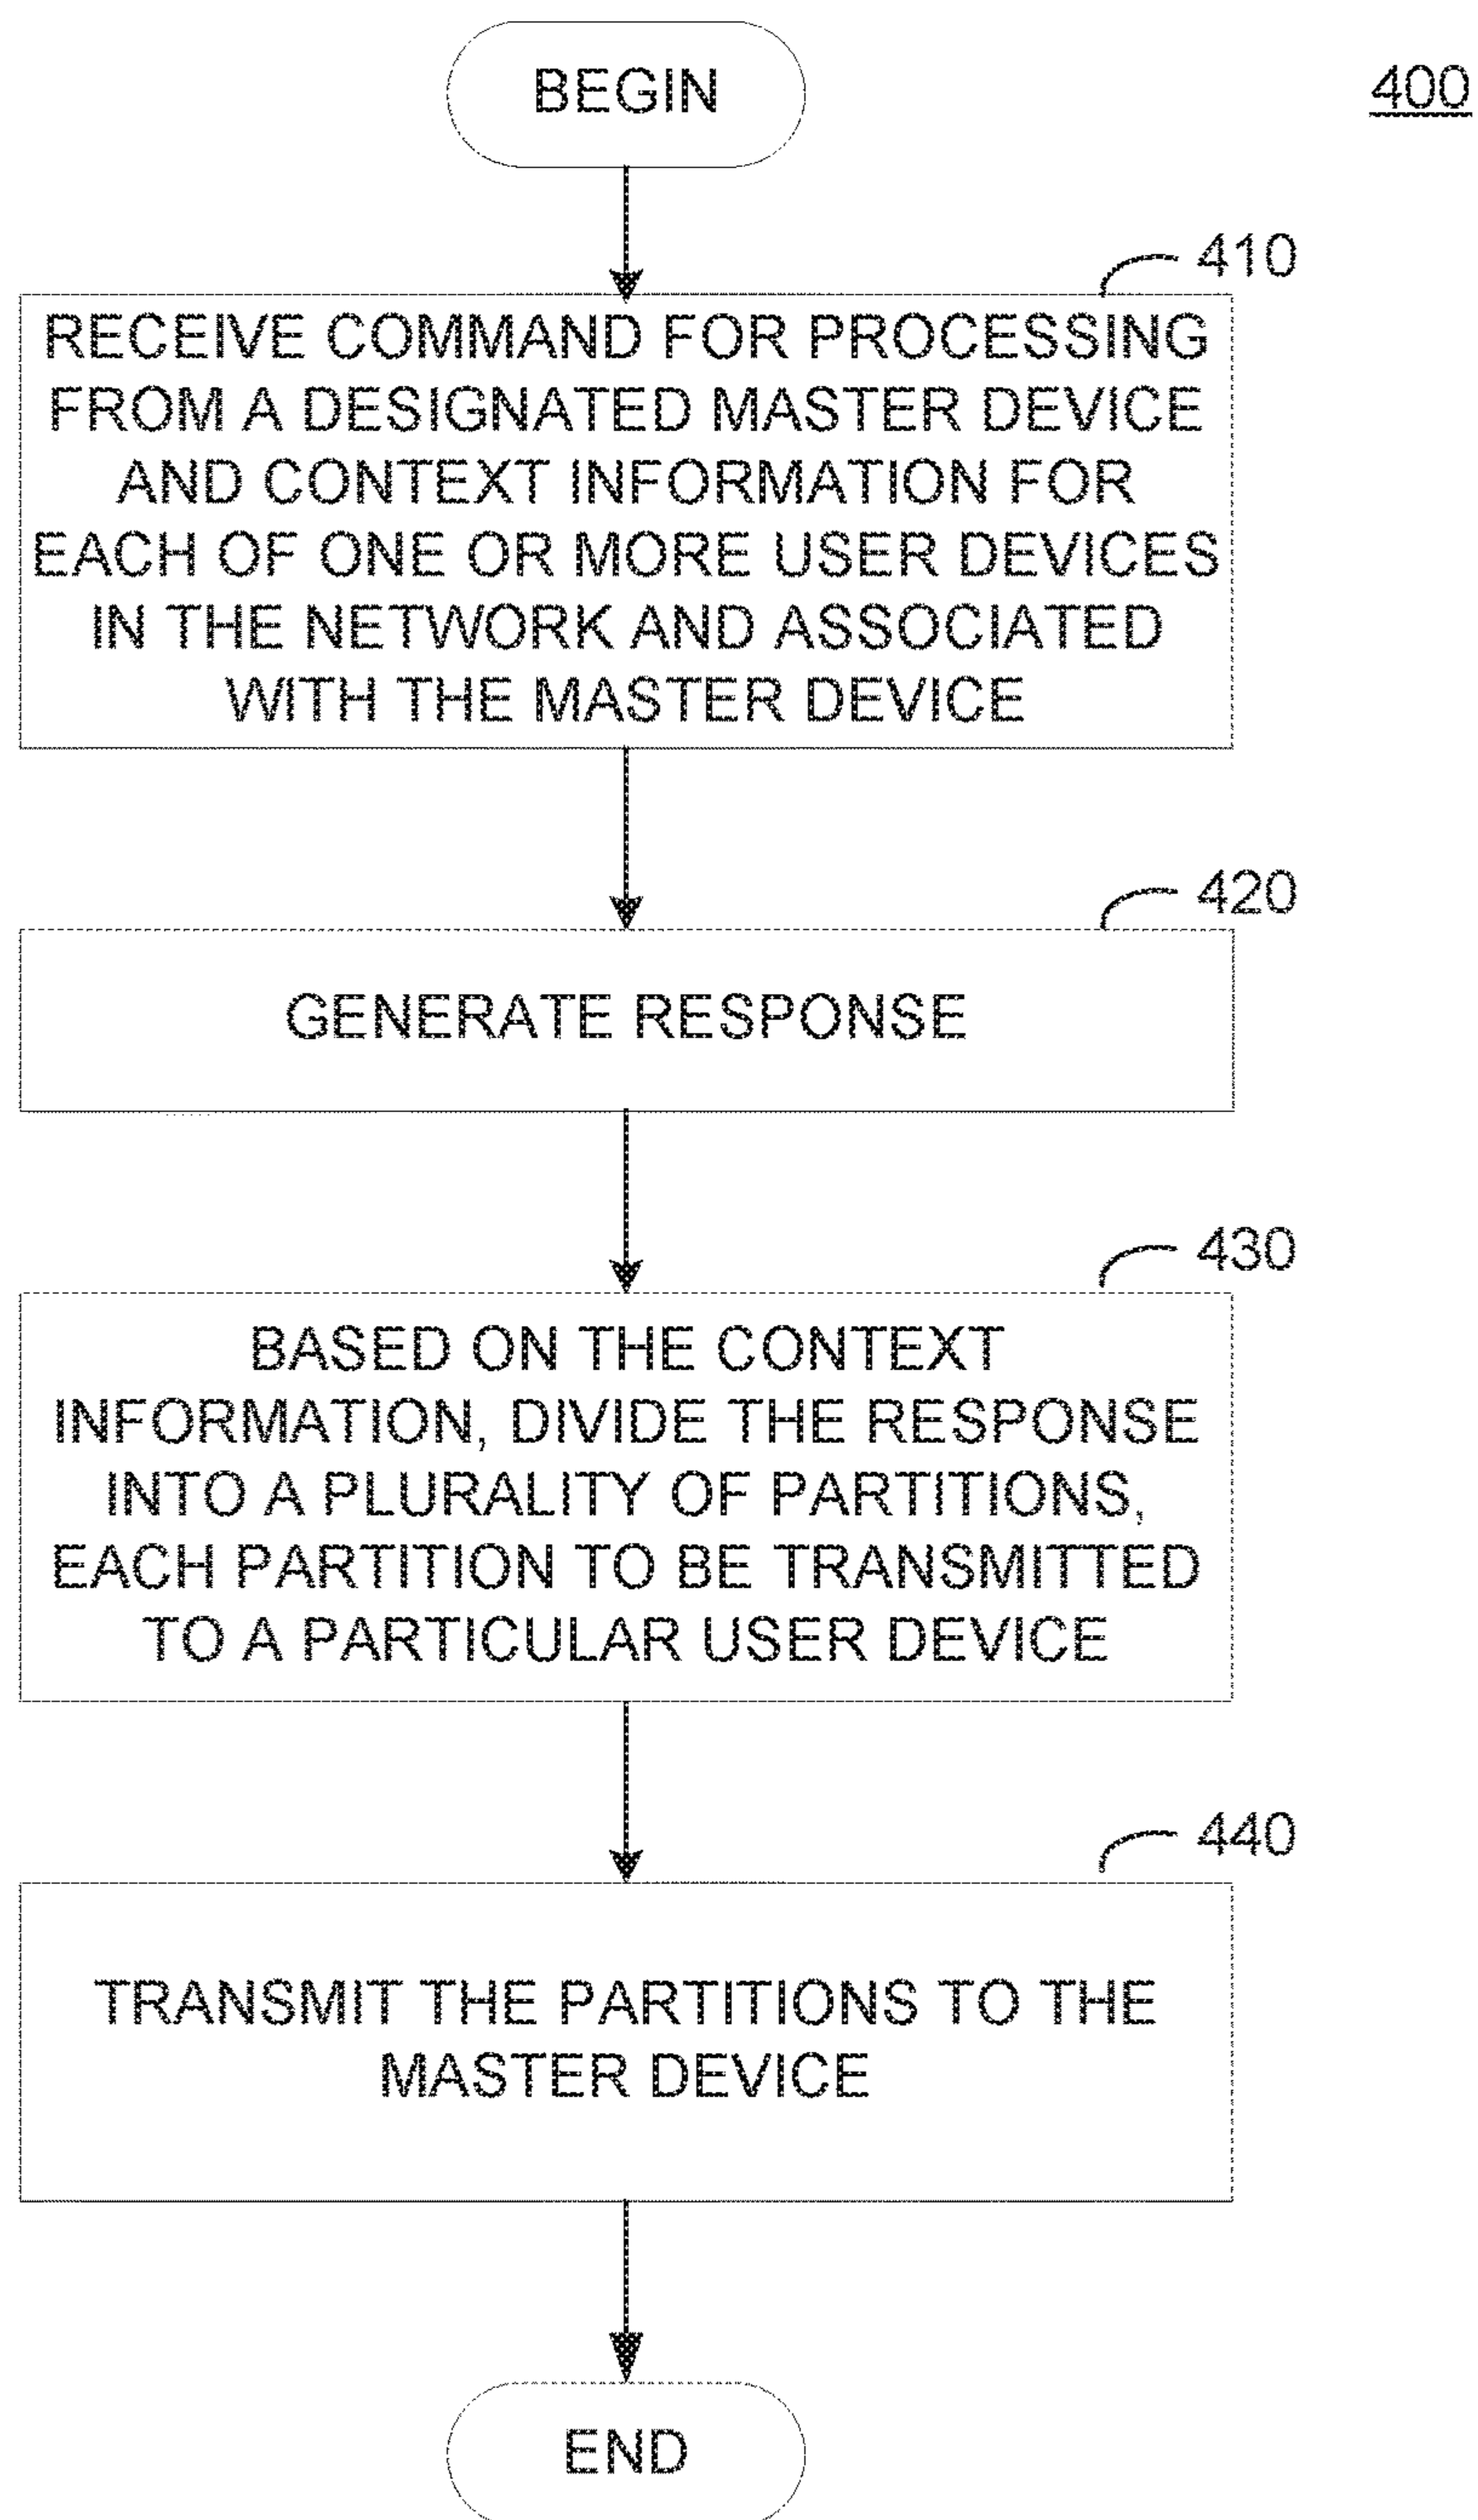 BEGIN
400
410
RECEIVE COMMAND FOR PROCESSING
FROM A DESIGNATED MASTER DEVICE
AND CONTEXT INFORMATION FOR
EACH OF ONE OR MORE USER DEVICES
IN THE NETWORK AND ASSOCIATED
WITH THE MASTER DEVICE
420
GENERATE RESPONSE
430
BASED ON THE CONTEXT
INFORMATION, DIVIDE THE RESPONSE
INTO A PLURALITY OF PARTITIONS,
EACH PARTITION TO BE TRANSMITTED
TO A PARTICULAR USER DEVICE
440
TRANSMIT THE PARTITIONS TO THE
MASTER DEVICE
END